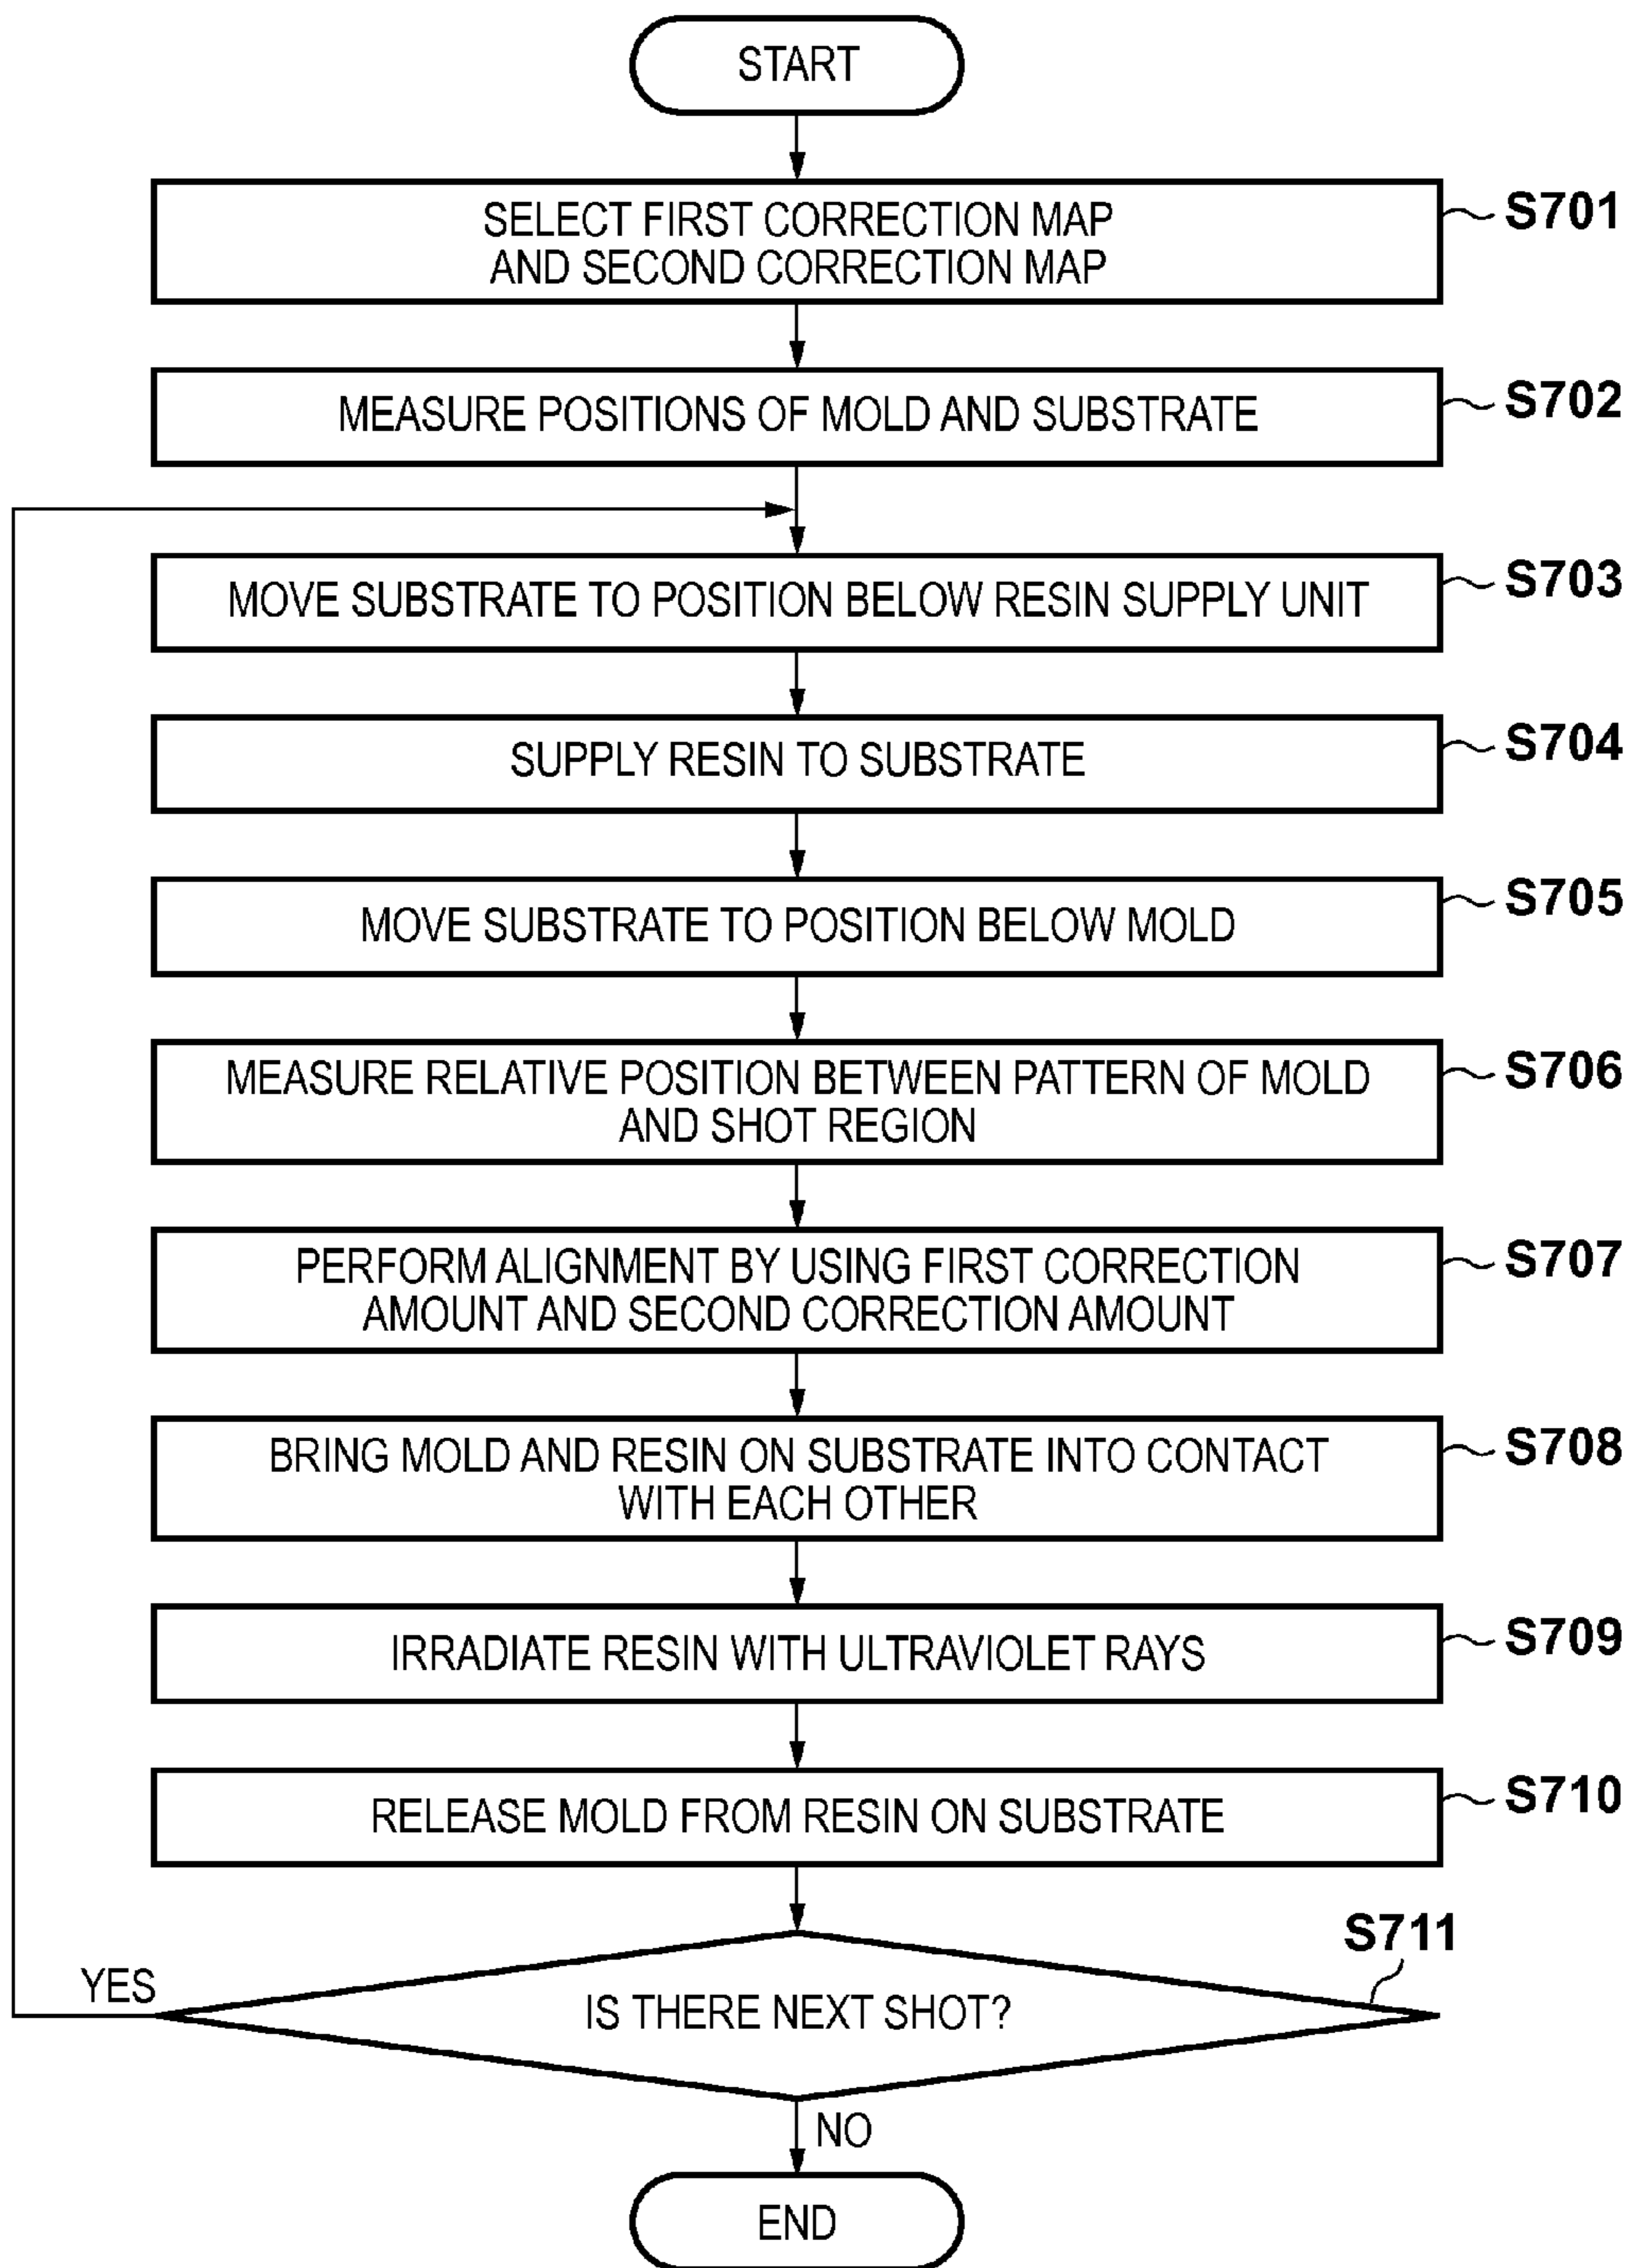 START
SELECT FIRST CORRECTION MAP
AND SECOND CORRECTION MAP
S701
MEASURE POSITIONS OF MOLD AND SUBSTRATE
S702
MOVE SUBSTRATE TO POSITION BELOW RESIN SUPPLY UNIT
S703
SUPPLY RESIN TO SUBSTRATE
S704
MOVE SUBSTRATE TO POSITION BELOW MOLD
S705
MEASURE RELATIVE POSITION BETWEEN PATTERN OF MOLD
AND SHOT REGION
S706
PERFORM ALIGNMENT BY USING FIRST CORRECTION
AMOUNT AND SECOND CORRECTION AMOUNT
S707
BRING MOLD AND RESIN ON SUBSTRATE INTO CONTACT
WITH EACH OTHER
S708
IRRADIATE RESIN WITH ULTRAVIOLET RAYS
S709
RELEASE MOLD FROM RESIN ON SUBSTRATE
S710
S711
YES
IS THERE NEXT SHOT?
NO
END